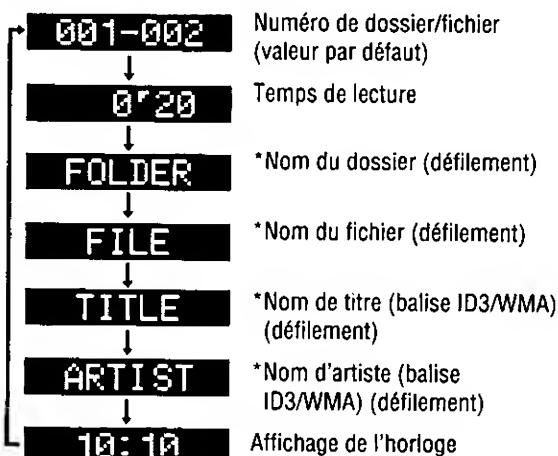 001-002
Numéro de dossier/fichier
(valeur par défaut)
0'20
Temps de lecture
FOLDER
*Nom du dossier (défilement)
FILE
*Nom du fichier (défilement)
TITLE
*Nom de titre (balise ID3/WMA)
(défilement)
ARTIST
*Nom d'artiste (balise
ID3/WMA) (défilement)
10:10
Affichage de l'horloge